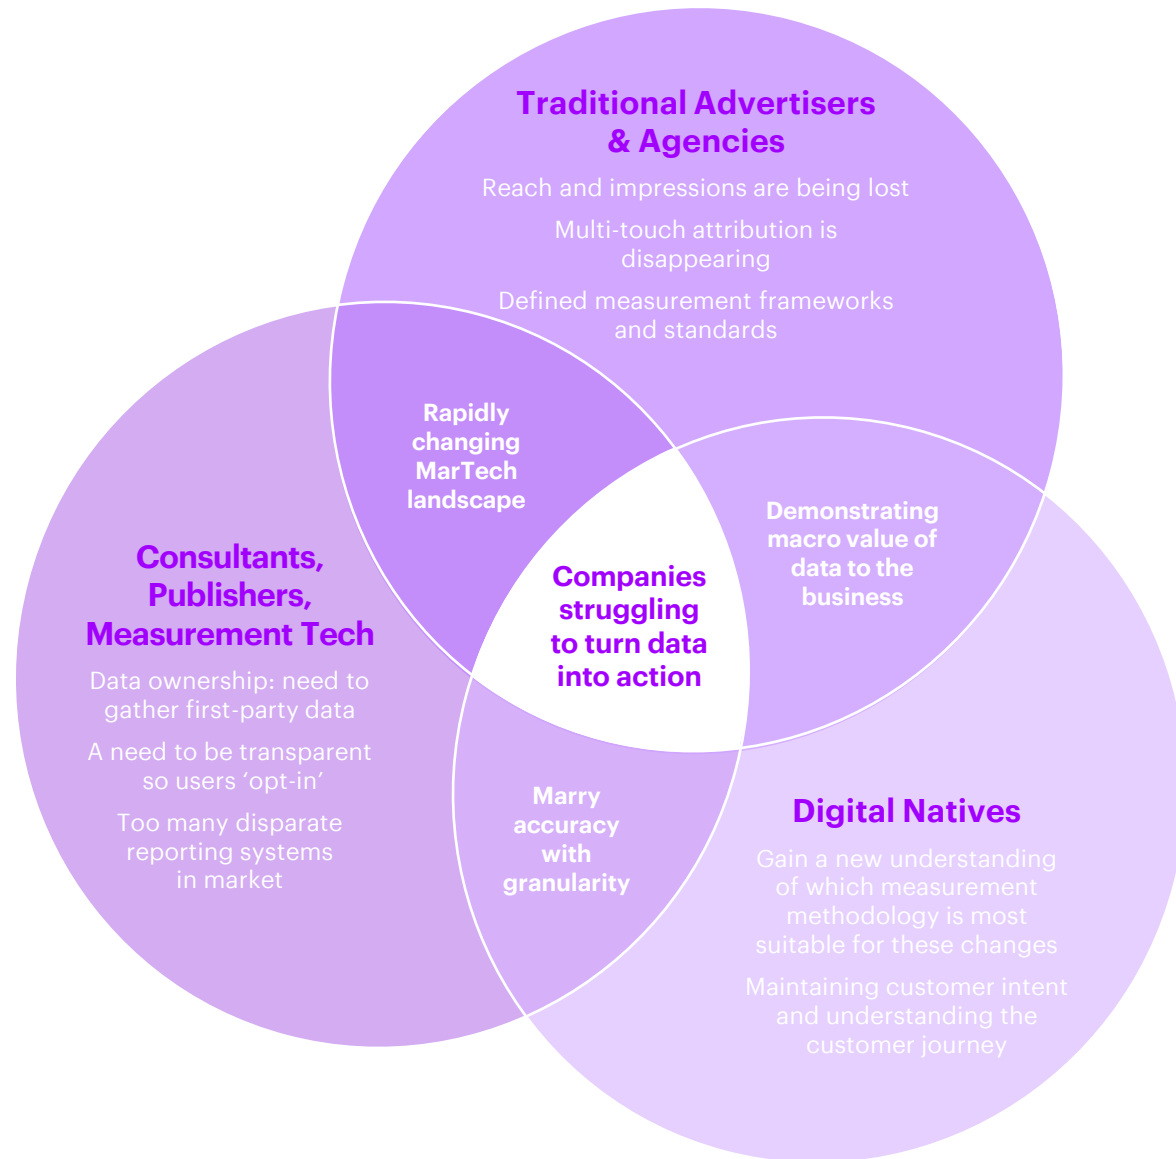 Traditional Advertisers
& Agencies
Reach and impressions are being lost
Multi-touch attribution is
disappearing
Defined measurement frameworks
and standards
Rapidly
changing
MarTech
landscape
Demonstrating
macro value of
data to the
business
Consultants,
Publishers,
Measurement Tech
Data ownership: need to
gather first-party data
A need to be transparent
so users ‘opt-in’
Too many disparate
reporting systems
in market
Companies
struggling
to turn data
into action
Marry
accuracy
with
granularity
Digital Natives
Gain a new understanding
of which measurement
methodology is most
suitable for these changes
Maintaining customer intent
and understanding the
customer journey